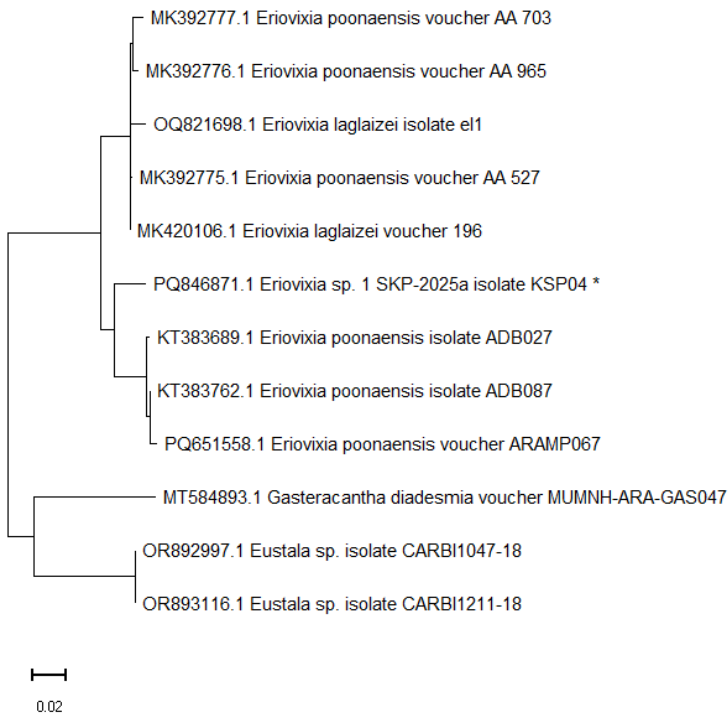 MK392777.1 Eriovixia poonaensis voucher AA 703
MK392776.1 Eriovixia poonaensis voucher AA 965
OQ821698.1 Eriovixia laglaizei isolate el1
MK392775.1 Eriovixia poonaensis voucher AA 527
MK420106.1 Eriovixia laglaizei voucher 196
PQ846871.1 Eriovixia sp. 1 SKP-2025a isolate KSP04 *
KT383689.1 Eriovixia poonaensis isolate ADB027
KT383762.1 Eriovixia poonaensis isolate ADB087
PQ651558.1 Eriovixia poonaensis voucher ARAMP067
MT584893.1 Gasteracantha diadesmia voucher MUMNH-ARA-GAS047
OR892997.1 Eustala sp. isolate CARBI1047-18
OR893116.1 Eustala sp. isolate CARBI1211-18
0.02